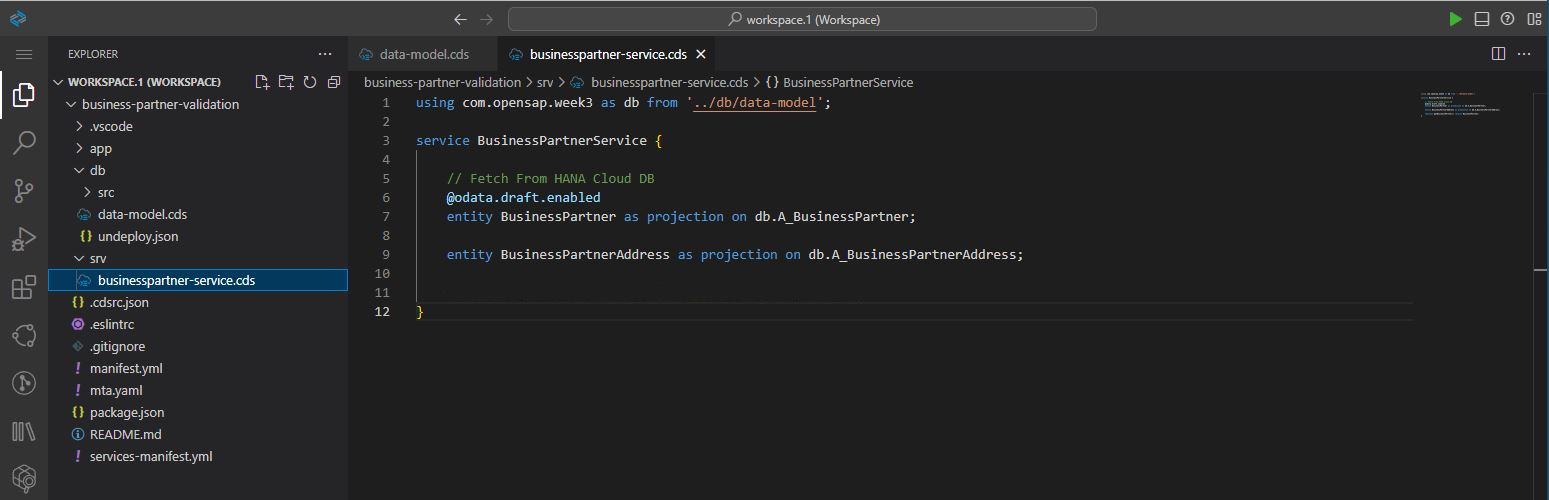 workspace.1 (Workspace)
EXPLORER
WORKSPACE.1 (WORKSPACE)
business-partner-validation
.vscode
app
db
src
data-model.cds
{} undeploy.json
srv
businesspartner-service.cds
{} .cdsrc.json
.eslintrc
.gitignore
! manifest.yml
! mta.yaml
{} package.json
README.md
! services-manifest.yml
data-model.cds businesspartner-service.cds
business-partner-validation > srv > businesspartner-service.cds > {} BusinessPartnerService
1 using com.opensap.week3 as db from '../db/data-model';
2
3 service BusinessPartnerService {
4
5 // Fetch From HANA Cloud DB
6 @odata.draft.enabled
7 entity BusinessPartner as projection on db.A_BusinessPartner;
8
9 entity BusinessPartnerAddress as projection on db.A_BusinessPartnerAddress;
10
11
12 }